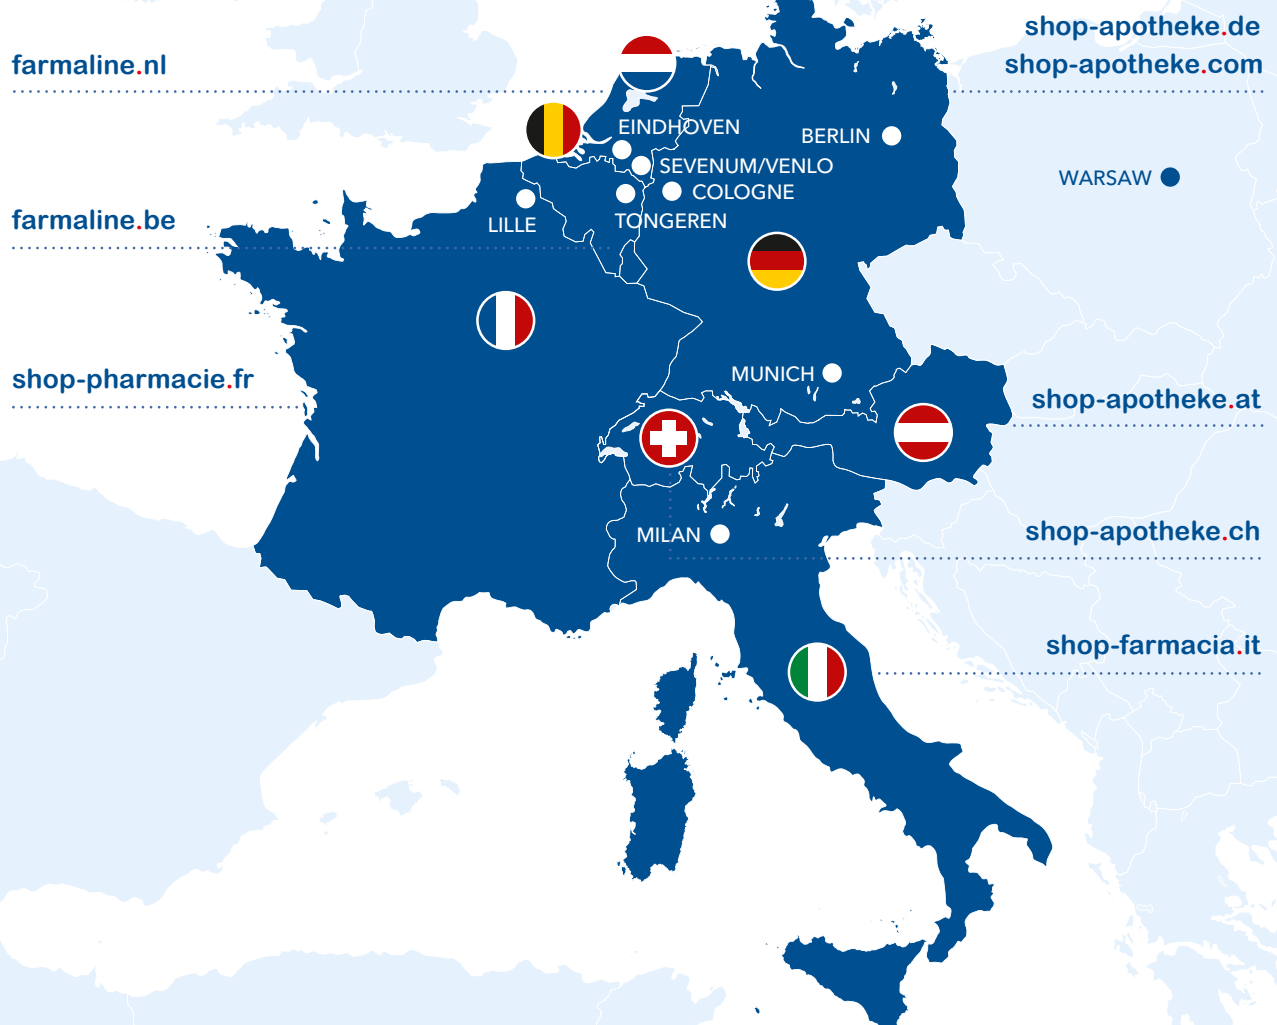 shop-apotheke.de
farmaline.nl
shop-apotheke.com
EINDHOVEN
BERLIN
SEVENUM/VENLO
WARSAW
COLOGNE
farmaline.be
LILLE
TONGEREN
MUNICH
shop-pharmacie.fr
shop-apotheke.at
MILAN
shop-apotheke.ch
shop-farmacia.it